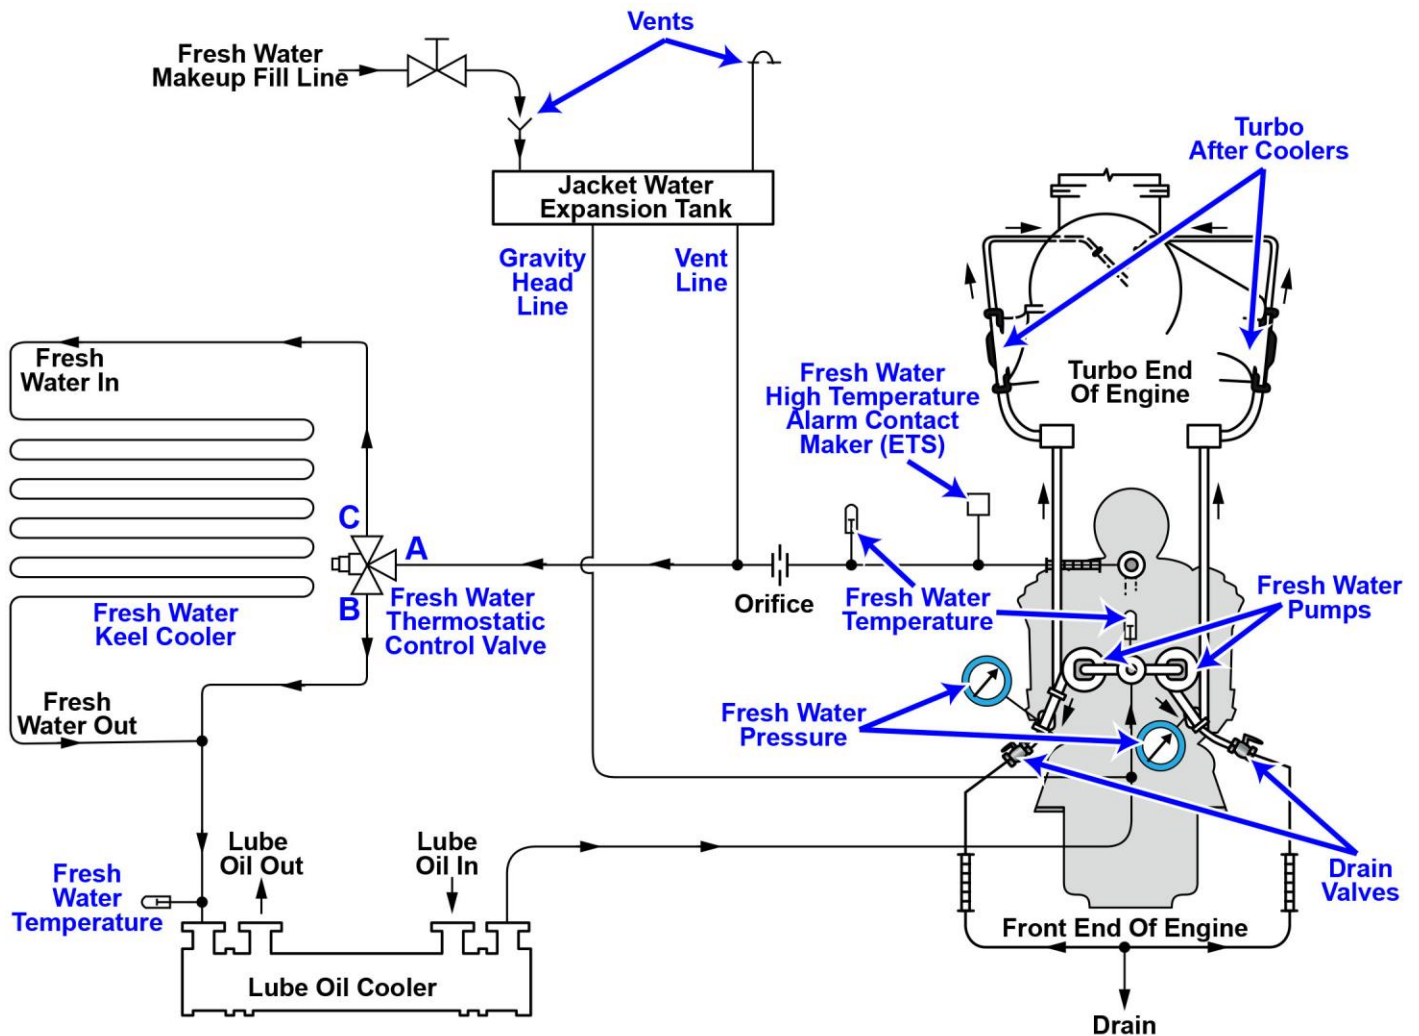 Vents
Fresh Water
Makeup Fill Line
Turbo
After Coolers
Jacket Water
Expansion Tank
Gravity
Head
Line
Vent
Line
Fresh
Water In
Fresh Water
High Temperature
Alarm Contact
Maker (ETS)
Turbo End
Of Engine
C
A
B
Fresh Water
Keel Cooler
Fresh Water
Thermostatic
Control Valve
Orifice
Fresh Water
Temperature
Fresh Water
Pumps
Fresh
Water Out
Fresh Water
Pressure
Lube
Oil Out
Lube
Oil In
Fresh
Water
Temperature
Drain
Valves
Front End Of Engine
Lube Oil Cooler
Drain